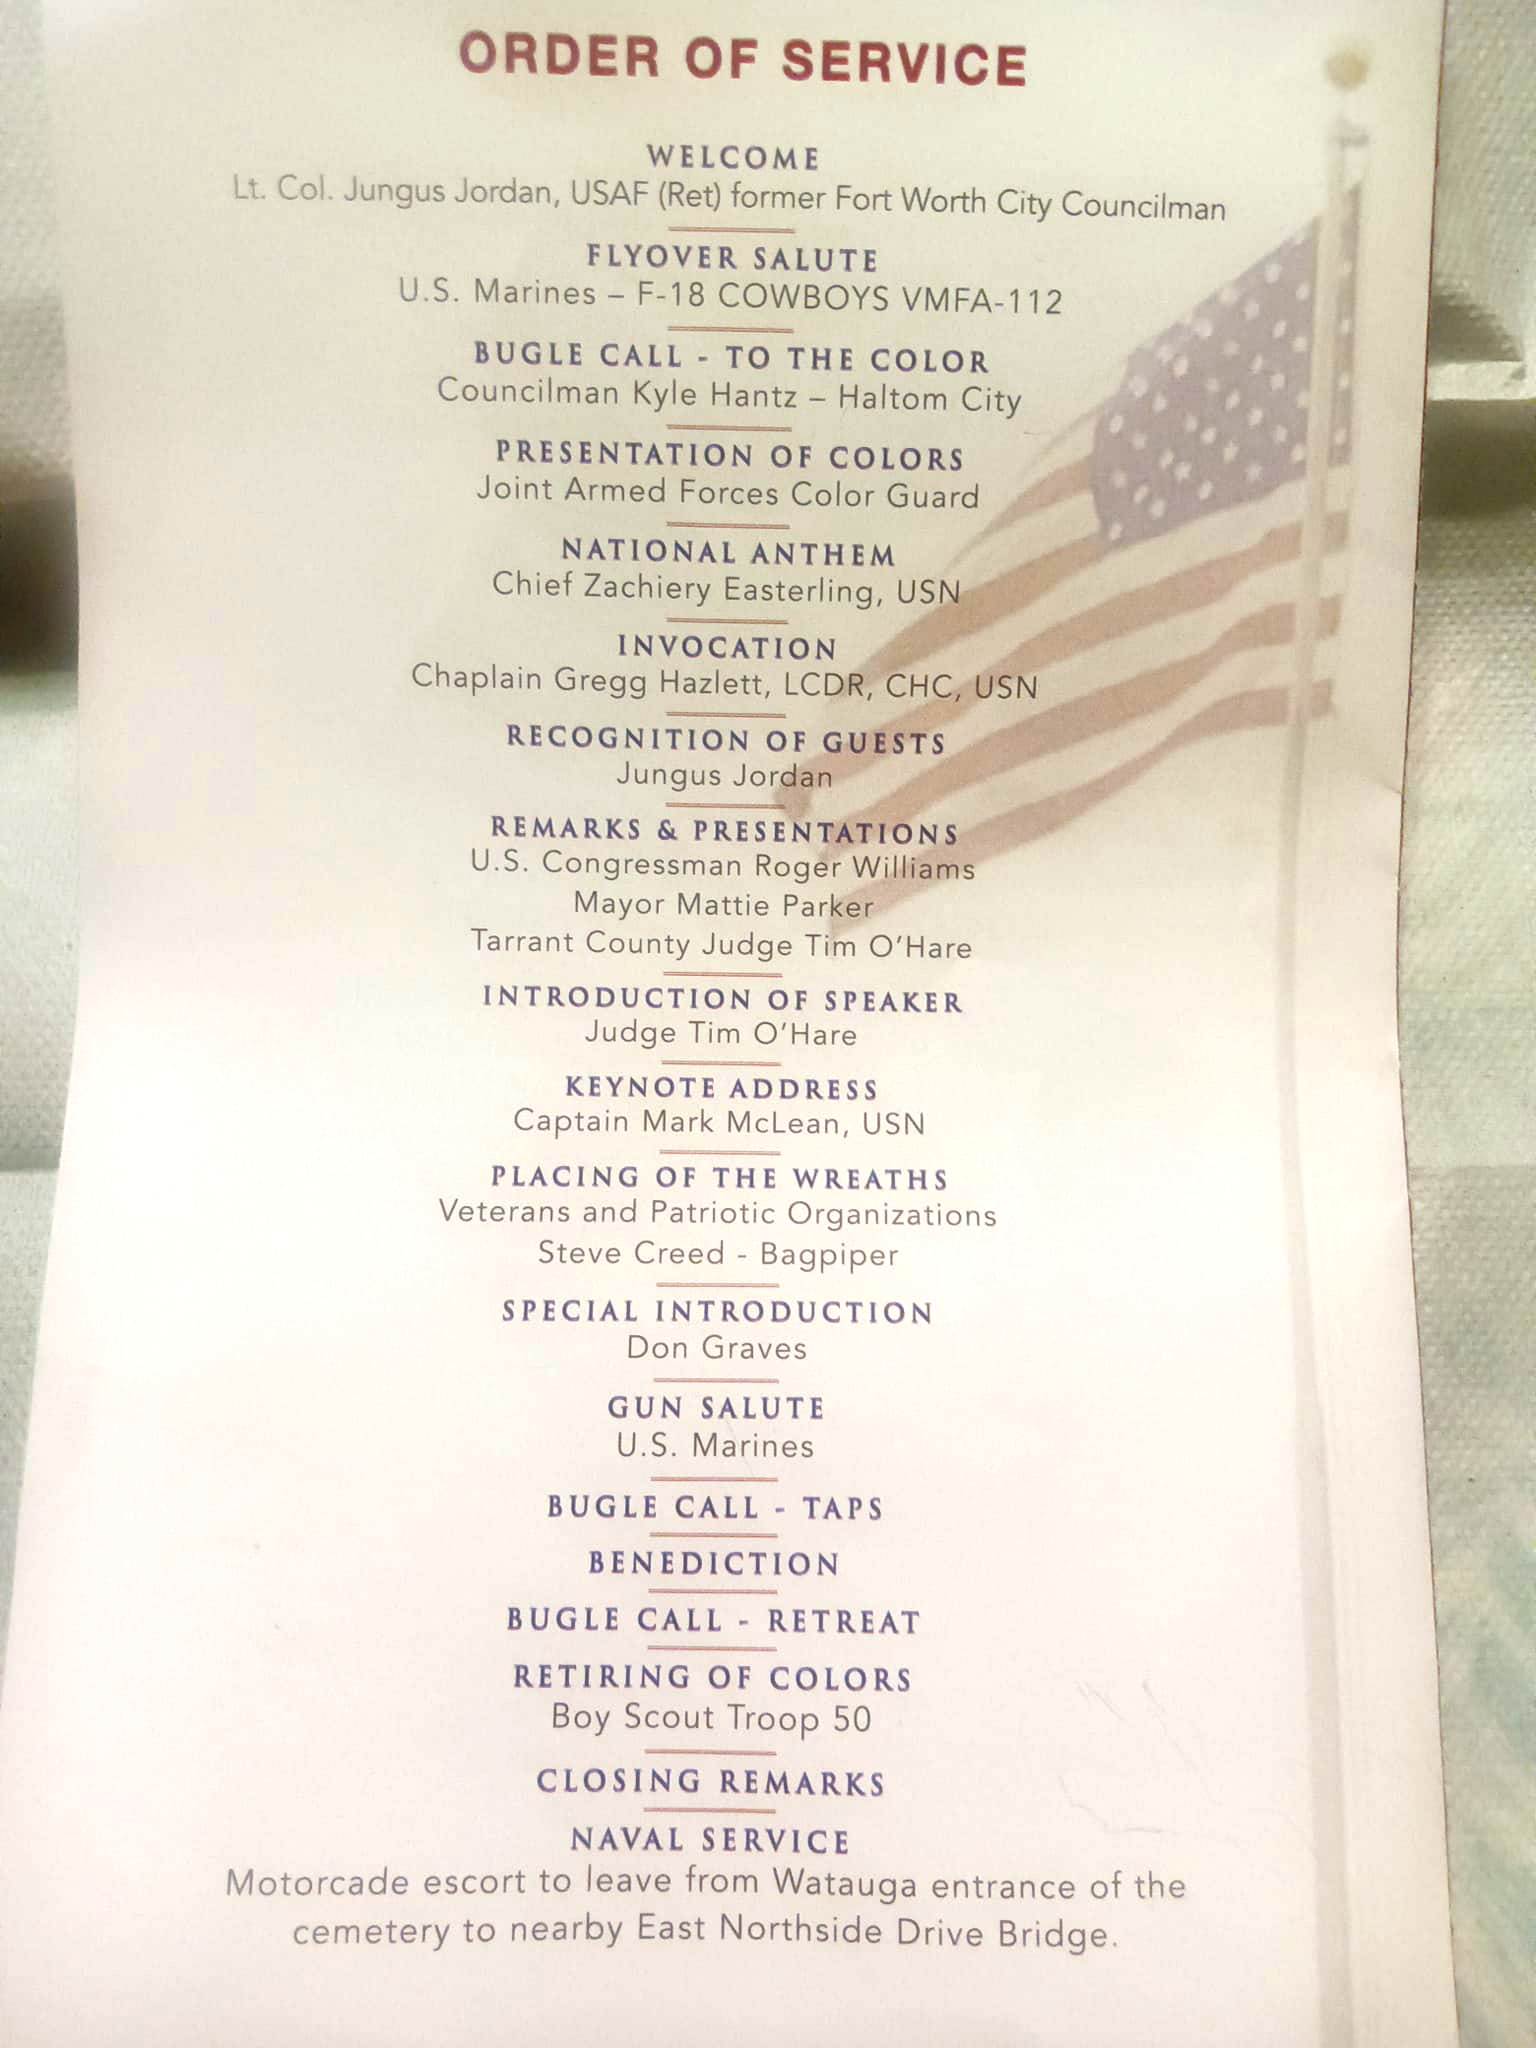 ORDER OF SERVICE
WELCOME
Lt. Col. Jungus Jordan, USAF (Ret) former Fort Worth City Councilman
FLYOVER SALUTE
U.S. Marines – F-18 COWBOYS VMFA-112
BUGLE CALL - TO THE COLOR
Councilman Kyle Hantz – Haltom City
PRESENTATION OF COLORS
Joint Armed Forces Color Guard
NATIONAL ANTHEM
Chief Zachiery Easterling, USN
INVOCATION
Chaplain Gregg Hazlett, LCDR, CHC, USN
RECOGNITION OF GUESTS
Jungus Jordan
REMARKS & PRESENTATIONS
U.S. Congressman Roger Williams
Mayor Mattie Parker
Tarrant County Judge Tim O'Hare
INTRODUCTION OF SPEAKER
Judge Tim O'Hare
KEYNOTE ADDRESS
Captain Mark McLean, USN
PLACING OF THE WREATHS
Veterans and Patriotic Organizations
Steve Creed - Bagpiper
SPECIAL INTRODUCTION
Don Graves
GUN SALUTE
U.S. Marines
BUGLE CALL - TAPS
BENEDICTION
BUGLE CALL - RETREAT
RETIRING OF COLORS
Boy Scout Troop 50
CLOSING REMARKS
NAVAL SERVICE
Motorcade escort to leave from Watauga entrance of the
cemetery to nearby East Northside Drive Bridge.